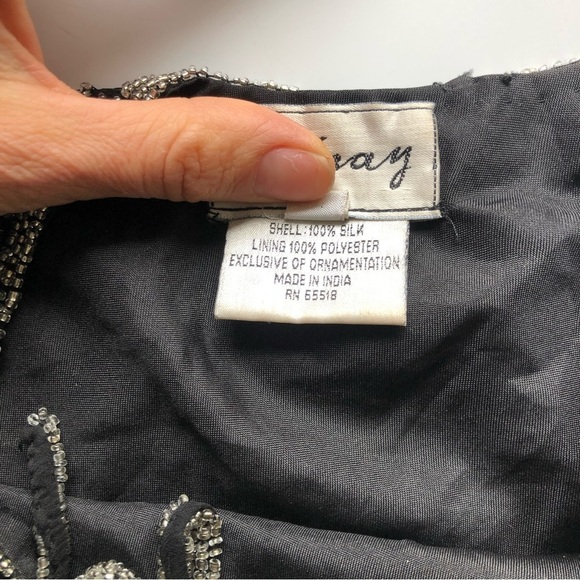 SHELL: 100% SILK
LINING 100% POLYESTER
EXCLUSIVE OF ORNAMENTATION
MADE IN INDIA
RN 65518